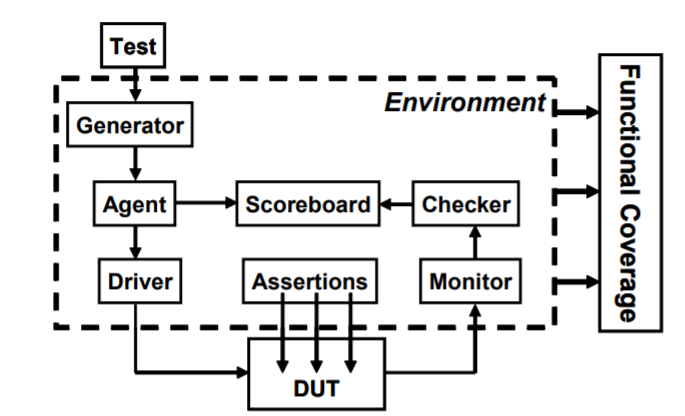 Test
Environment
Generator
Agent
Scoreboard
Checker
Driver
Assertions
Monitor
DUT
Functional Coverage